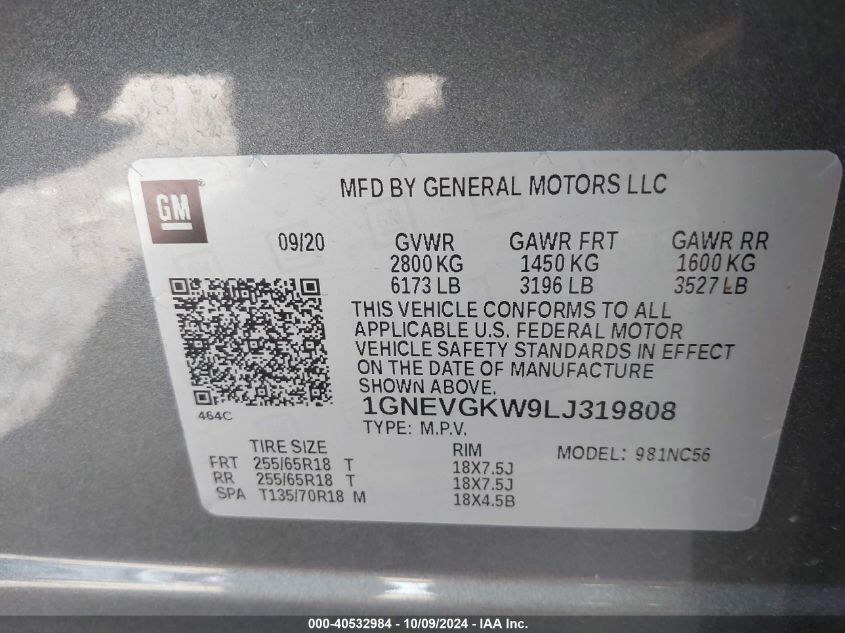 GM
MFD BY GENERAL MOTORS LLC
09/20 GVWR GAWR FRT GAWR RR
2800 KG 1450 KG 1600 KG
6173 LB 3196 LB 3527 LB
THIS VEHICLE CONFORMS TO ALL
APPLICABLE U.S. FEDERAL MOTOR
VEHICLE SAFETY STANDARDS IN EFFECT
ON THE DATE OF MANUFACTURE
SHOWN ABOVE.
464C
1GNEVGKW9LJ319808
TYPE: M.P.V.
TIRE SIZE RIM MODEL: 981NC56
FRT 255/65R18 T 18X7.5J
RR 255/65R18 T 18X7.5J
SPA T135/70R18 M 18X4.5B
000-40532984 - 10/09/2024 - IAA Inc.